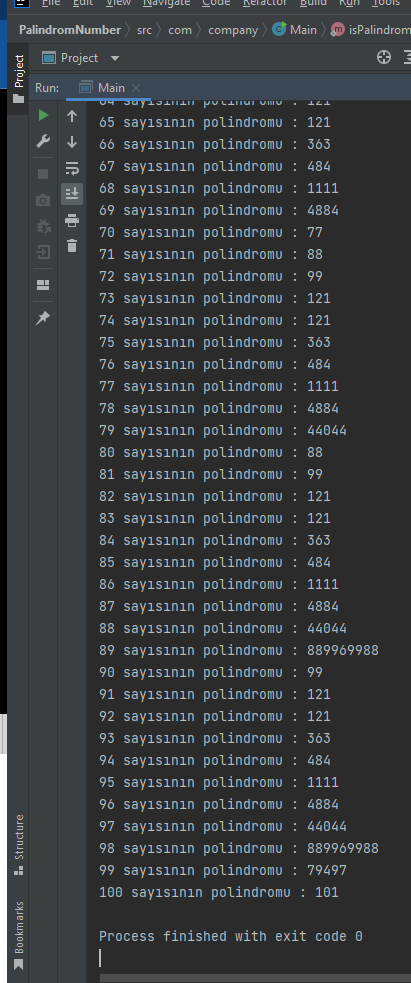 File Edit View Navigate Code Refactor Build Run Tools
PalindromNumber src com company Main isPalindrom
Project
Project
Run: Main
64 sayısının polindromu : 121
65 sayısının polindromu : 121
66 sayısının polindromu : 363
67 sayısının polindromu : 484
68 sayısının polindromu : 1111
69 sayısının polindromu : 4884
70 sayısının polindromu : 77
71 sayısının polindromu : 88
72 sayısının polindromu : 99
73 sayısının polindromu : 121
74 sayısının polindromu : 121
75 sayısının polindromu : 363
76 sayısının polindromu : 484
77 sayısının polindromu : 1111
78 sayısının polindromu : 4884
79 sayısının polindromu : 44044
80 sayısının polindromu : 88
81 sayısının polindromu : 99
82 sayısının polindromu : 121
83 sayısının polindromu : 121
84 sayısının polindromu : 363
85 sayısının polindromu : 484
86 sayısının polindromu : 1111
87 sayısının polindromu : 4884
88 sayısının polindromu : 44044
89 sayısının polindromu : 889969988
90 sayısının polindromu : 99
91 sayısının polindromu : 121
92 sayısının polindromu : 121
93 sayısının polindromu : 363
94 sayısının polindromu : 484
95 sayısının polindromu : 1111
96 sayısının polindromu : 4884
97 sayısının polindromu : 44044
98 sayısının polindromu : 889969988
99 sayısının polindromu : 79497
100 sayısının polindromu : 101
Process finished with exit code 0
Structure
Bookmarks